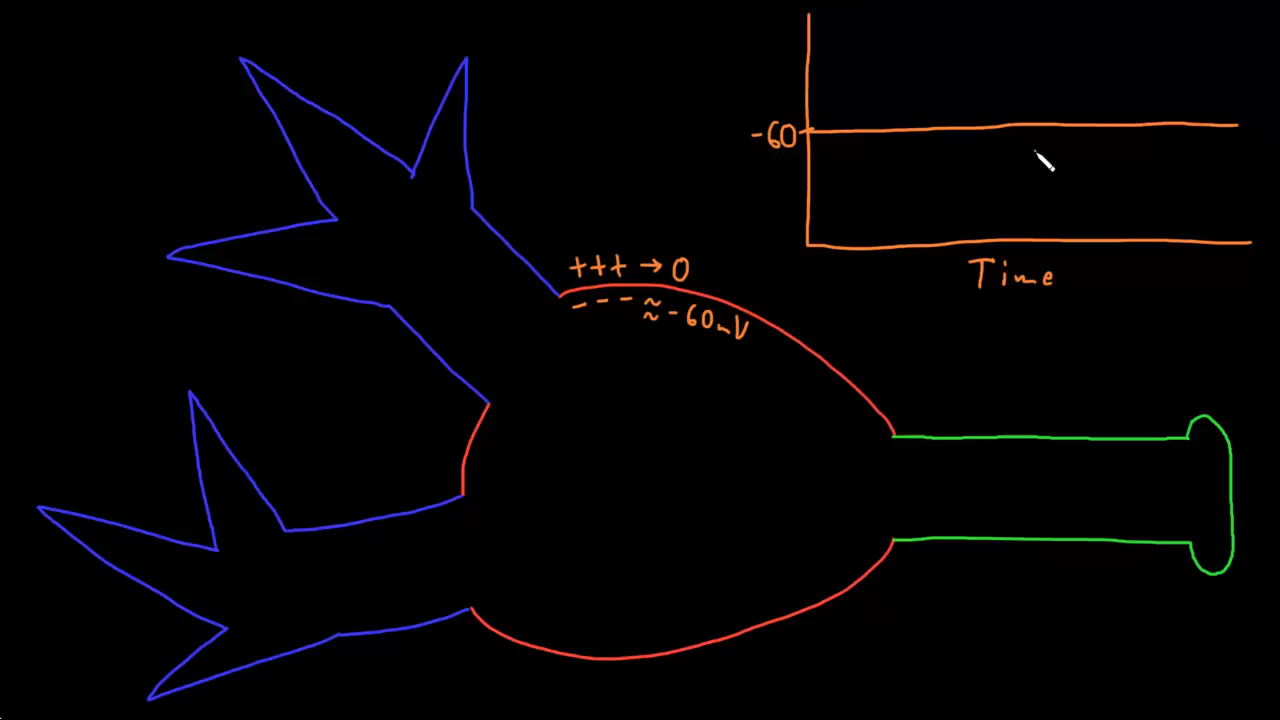 -60
Time
+++ → 0
--- ≈ -60mV